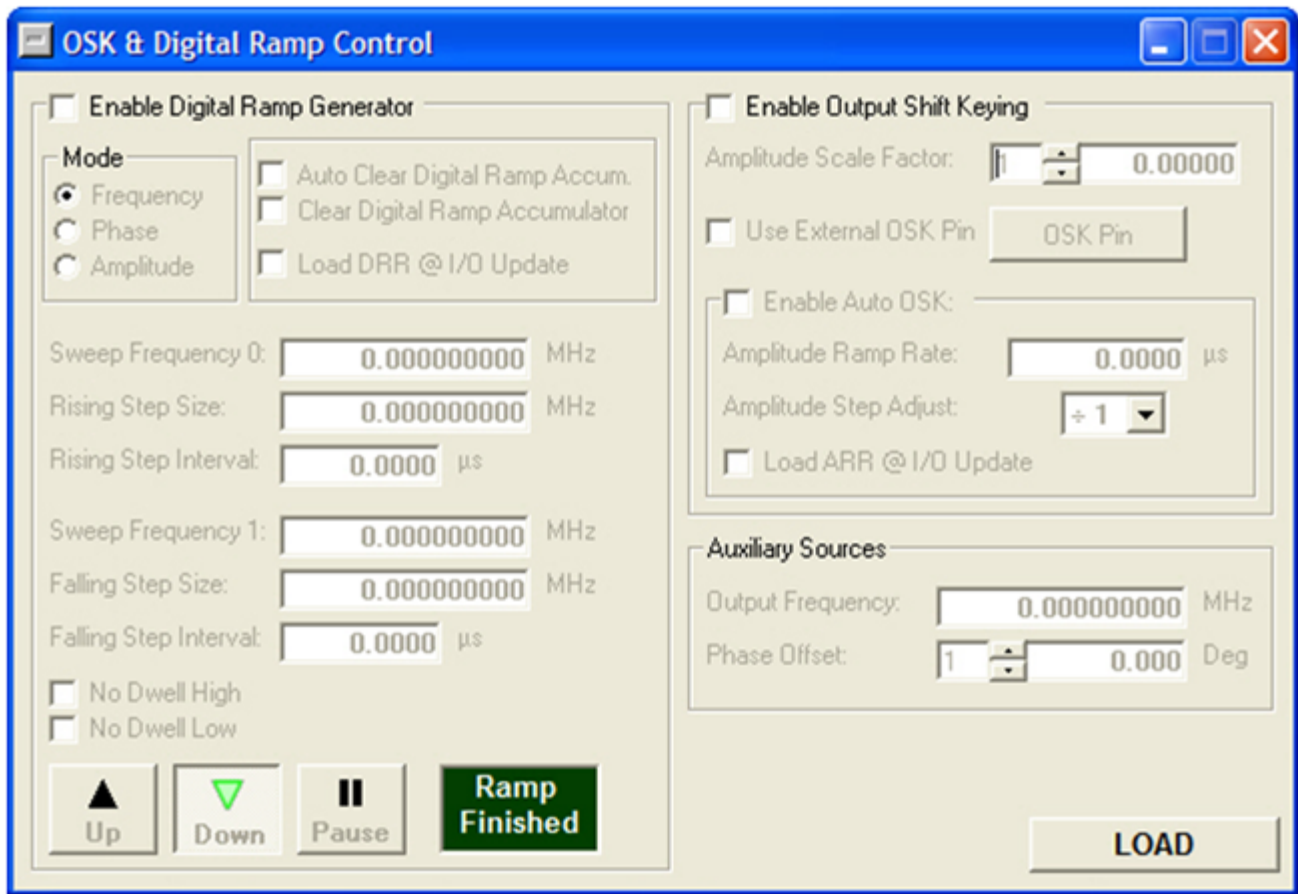 OSK & Digital Ramp Control
Enable Digital Ramp Generator
Mode
Frequency
Phase
Amplitude
Auto Clear Digital Ramp Accum.
Clear Digital Ramp Accumulator
Load DRR @ I/O Update
Sweep Frequency 0: 0.000000000 MHz
Rising Step Size: 0.000000000 MHz
Rising Step Interval: 0.0000 µs
Sweep Frequency 1: 0.000000000 MHz
Falling Step Size: 0.000000000 MHz
Falling Step Interval: 0.0000 µs
No Dwell High
No Dwell Low
Up
Down
Pause
Ramp
Finished
Enable Output Shift Keying
Amplitude Scale Factor: 1 0.00000
Use External OSK Pin OSK Pin
Enable Auto OSK:
Amplitude Ramp Rate: 0.0000 µs
Amplitude Step Adjust: ÷ 1
Load ARR @ I/O Update
Auxiliary Sources
Output Frequency: 0.000000000 MHz
Phase Offset: 1 0.000 Deg
LOAD